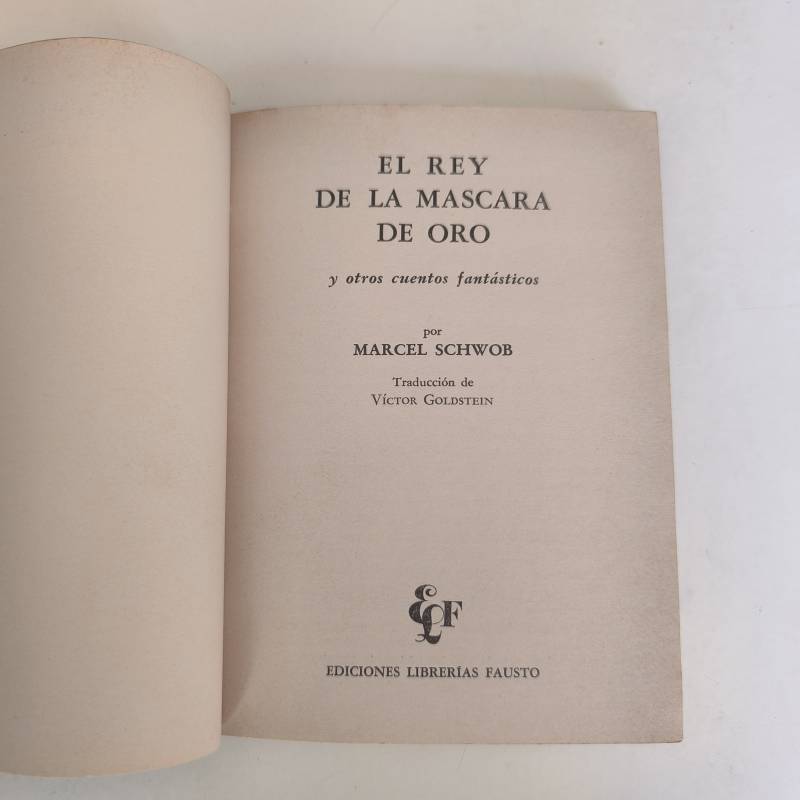 EL REY
DE LA MASCARA
DE ORO
y otros cuentos fantásticos
por
MARCEL SCHWOB
Traducción de
VÍCTOR GOLDSTEIN
ELF
EDICIONES LIBRERÍAS FAUSTO